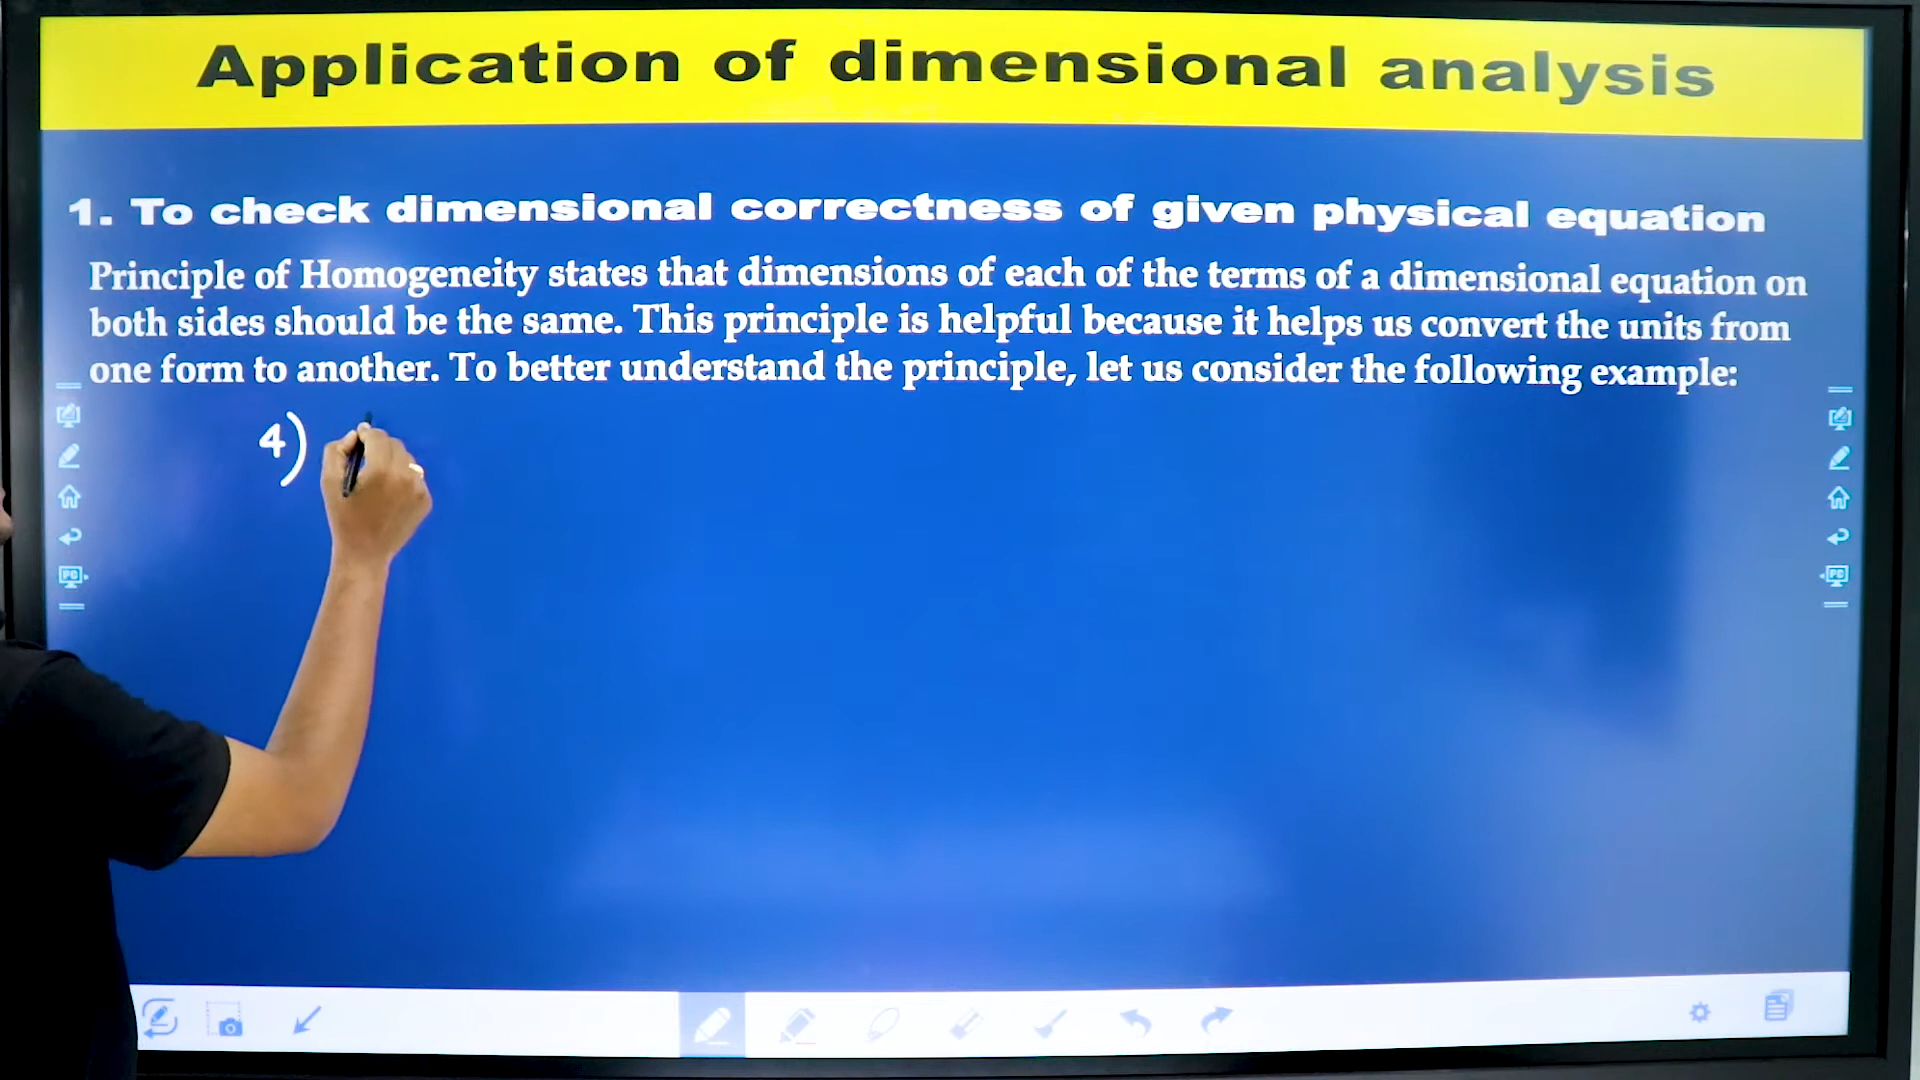 Application of dimensional analysis
1. To check dimensional correctness of given physical equation
Principle of Homogeneity states that dimensions of each of the terms of a dimensional equation on
both sides should be the same. This principle is helpful because it helps us convert the units from
one form to another. To better understand the principle, let us consider the following example:
4)
PC
PC